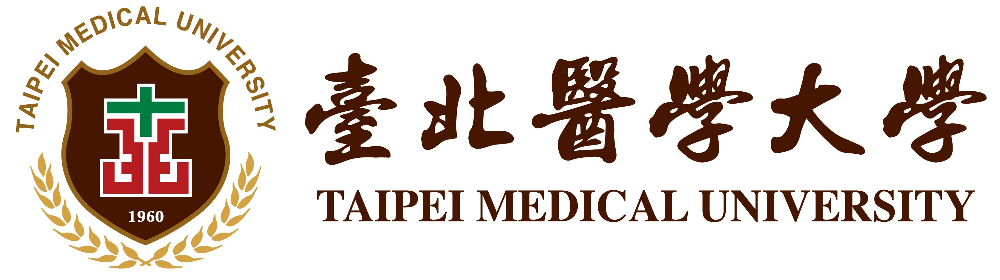 TAIPEI MEDICAL UNIVERSITY
1960
臺北醫學大學
TAIPEI MEDICAL UNIVERSITY